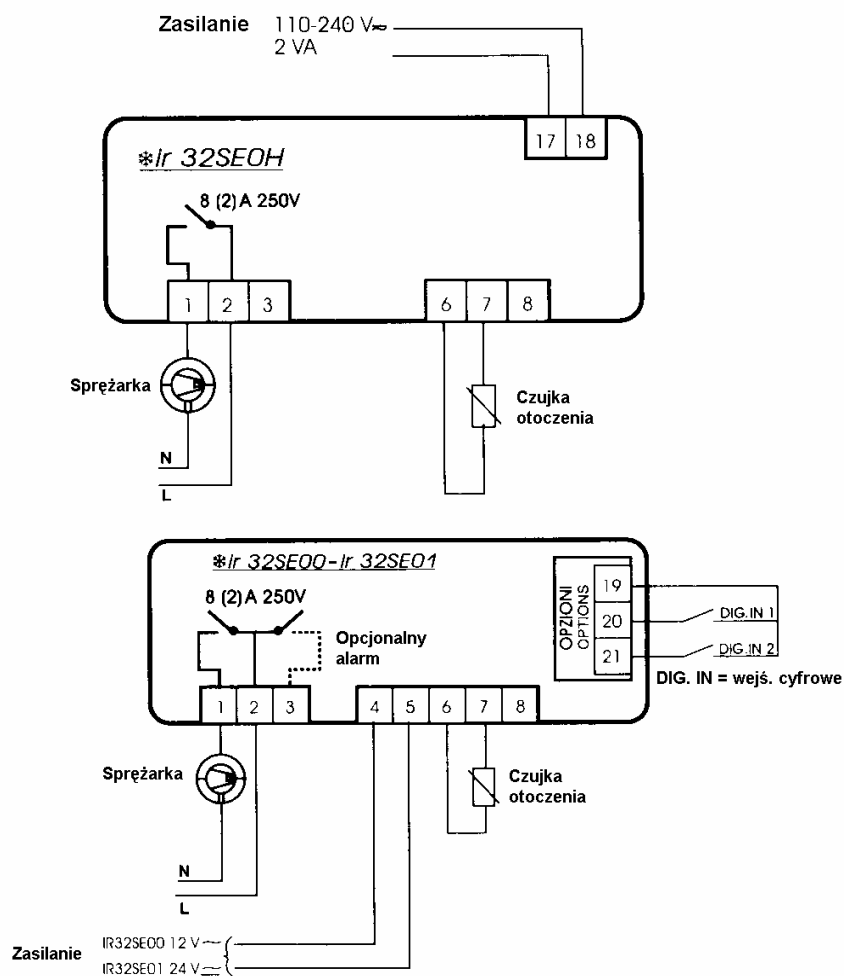 Zasilanie 110-240 V≂
2 VA
17 18
✻Ir 32SE0H
8 (2) A 250V
1 2 3
6 7 8
Sprężarka
Czujka
otoczenia
N
L
✻Ir 32SE00-Ir 32SE01
8 (2) A 250V
Opcjonalny
alarm
OPZIONI
OPTIONS
19
20
21
DIG.IN 1
DIG.IN 2
DIG. IN = wejś. cyfrowe
1 2 3
4 5 6 7 8
Sprężarka
Czujka
otoczenia
N
L
Zasilanie
IR32SE00 12 V ~
IR32SE01 24 V ≂